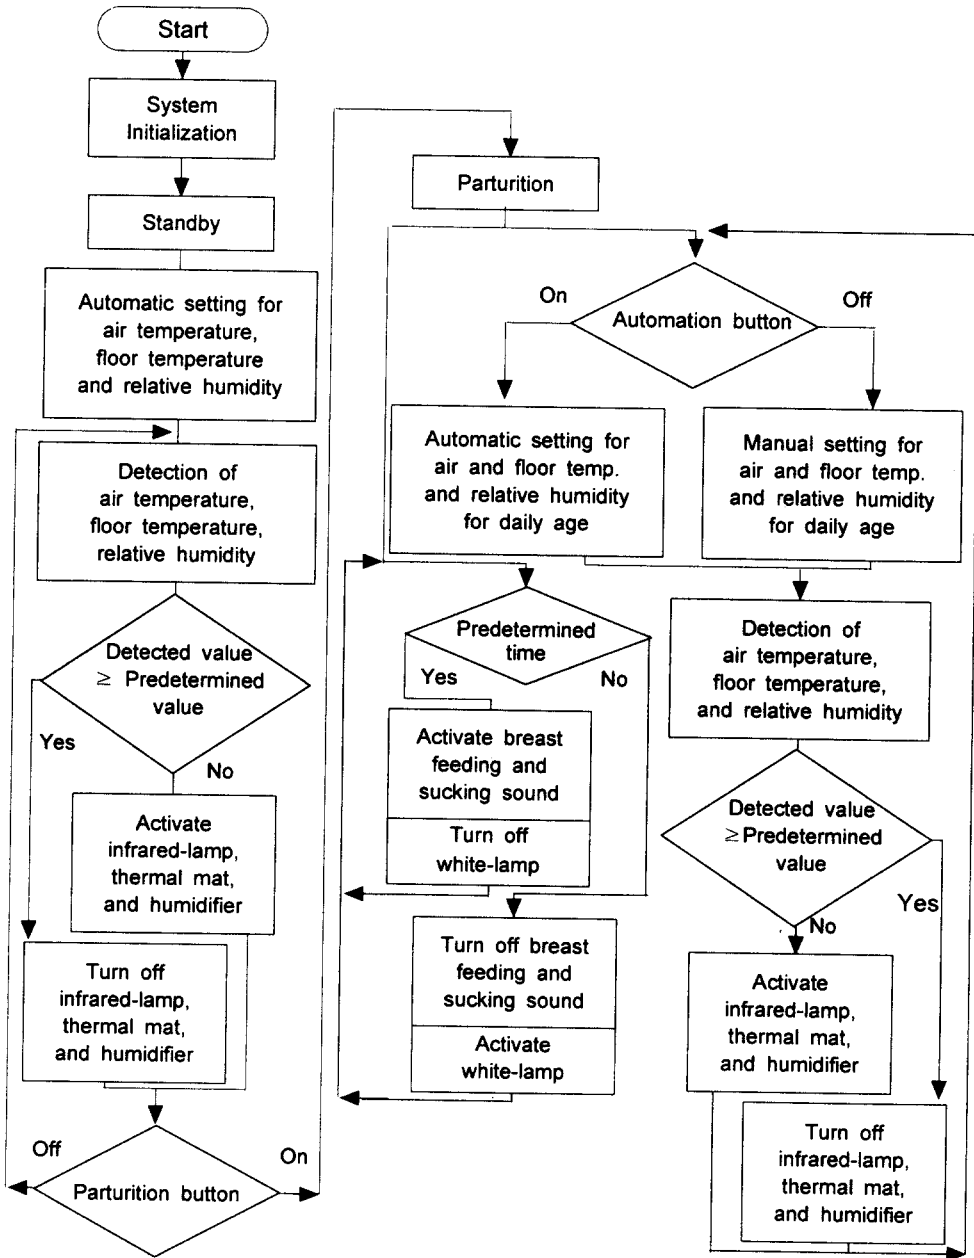 Start
System
Initialization
Standby
Automatic setting for
air temperature,
floor temperature
and relative humidity
Detection of
air temperature,
floor temperature,
relative humidity
Detected value
≥ Predetermined
value
Yes
No
Activate
infrared-lamp,
thermal mat,
and humidifier
Turn off
infrared-lamp,
thermal mat,
and humidifier
Off
On
Parturition button
Parturition
On
Off
Automation button
Automatic setting for
air and floor temp.
and relative humidity
for daily age
Manual setting for
air and floor temp.
and relative humidity
for daily age
Predetermined
time
Yes
No
Activate breast
feeding and
sucking sound
Turn off
white-lamp
Turn off breast
feeding and
sucking sound
Activate
white-lamp
Detection of
air temperature,
floor temperature,
and relative humidity
Detected value
≥Predetermined
value
Yes
No
Activate
infrared-lamp,
thermal mat,
and humidifier
Turn off
infrared-lamp,
thermal mat,
and humidifier